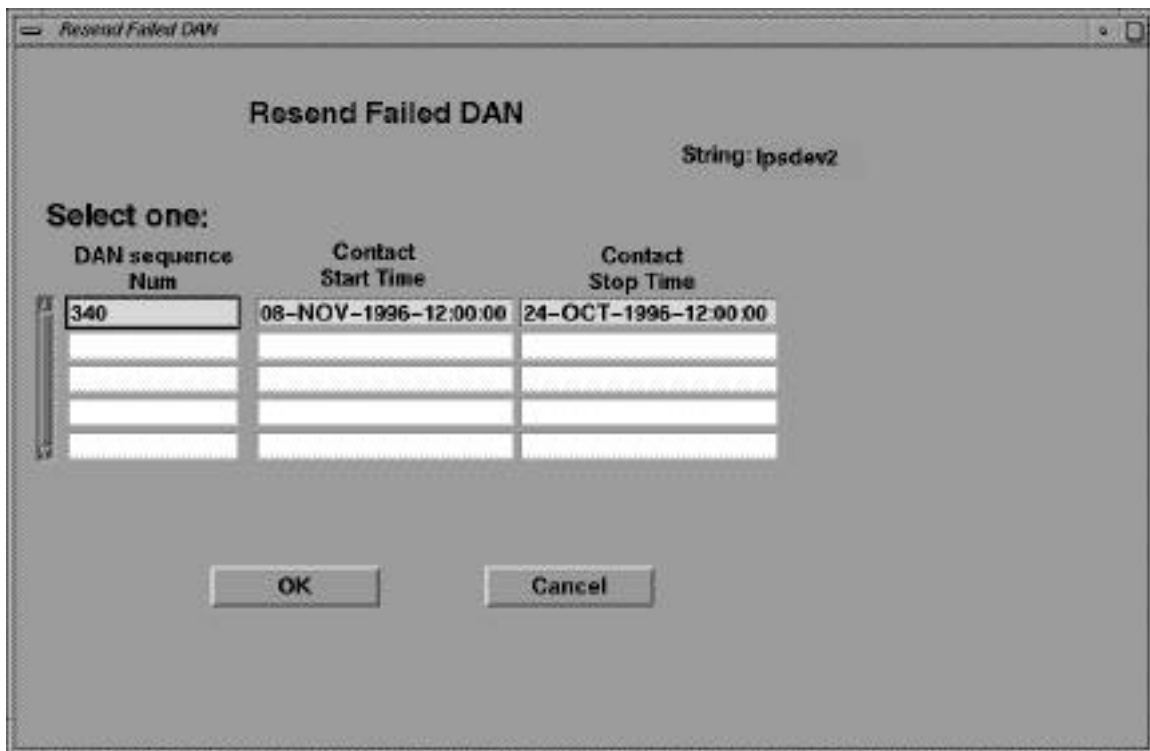 Resend Failed DAN
Resend Failed DAN
String: lpsdev2
Select one:
DAN sequence Num
Contact Start Time
Contact Stop Time
340 08-NOV-1996-12:00:00 24-OCT-1996-12:00:00
OK Cancel